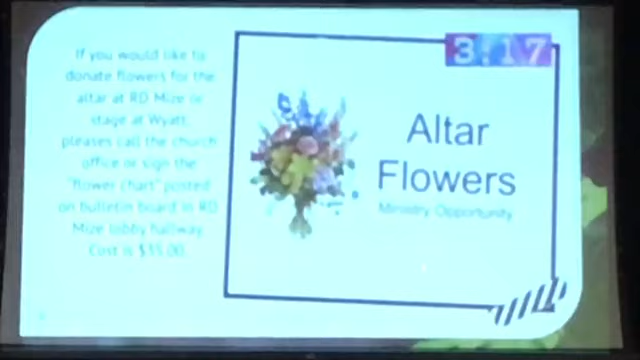 If you would like to
donate flowers for the
altar at RD Mize or
stage at Wyatt,
pleases call the church
office or sign the
"flower chart" posted
on bulletin board in RD
Mize lobby hallway.
Cost is $35.00.
3:17
Altar
Flowers
Ministry Opportunity